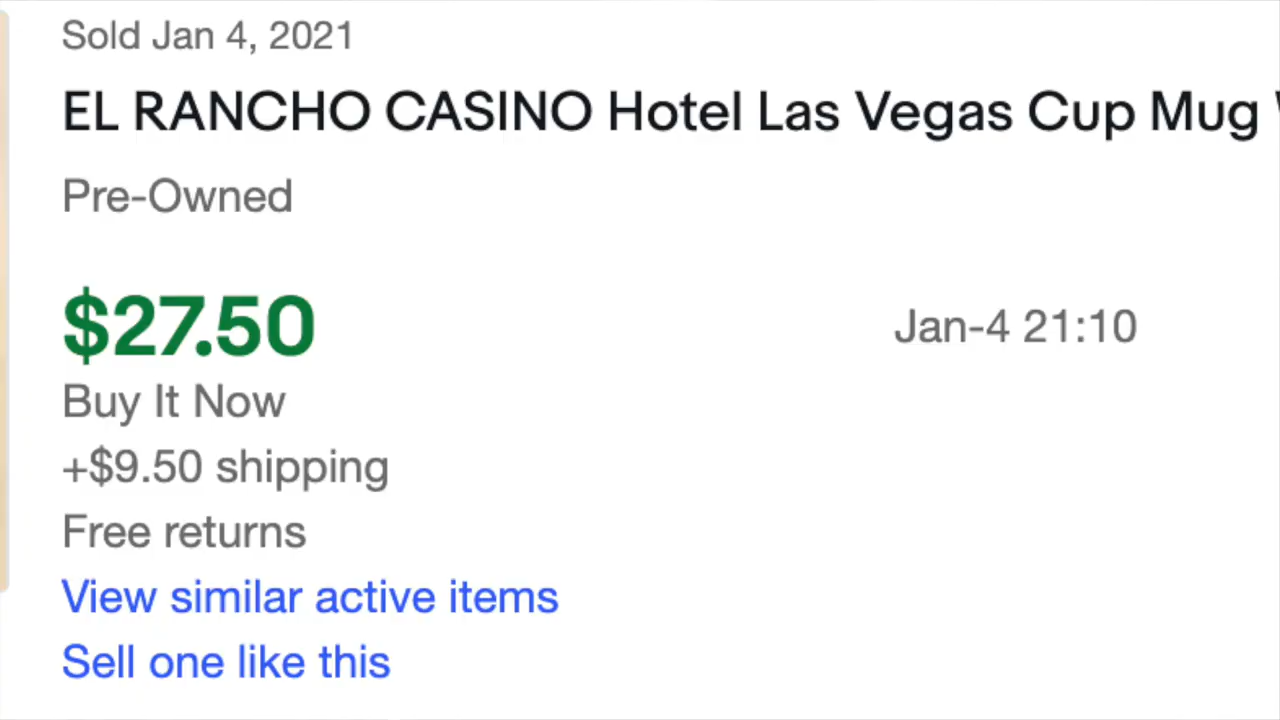 Sold Jan 4, 2021
EL RANCHO CASINO Hotel Las Vegas Cup Mug
Pre-Owned
$27.50
Jan-4 21:10
Buy It Now
+$9.50 shipping
Free returns
View similar active items
Sell one like this